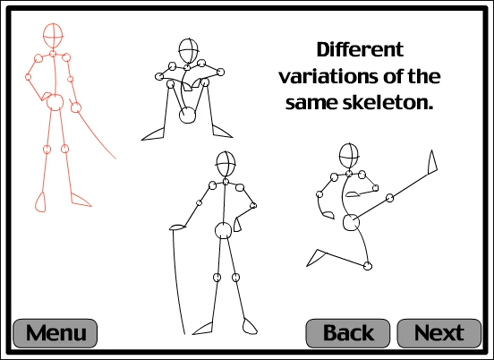 Different
variations of the
same skeleton.
Menu
Back
Next